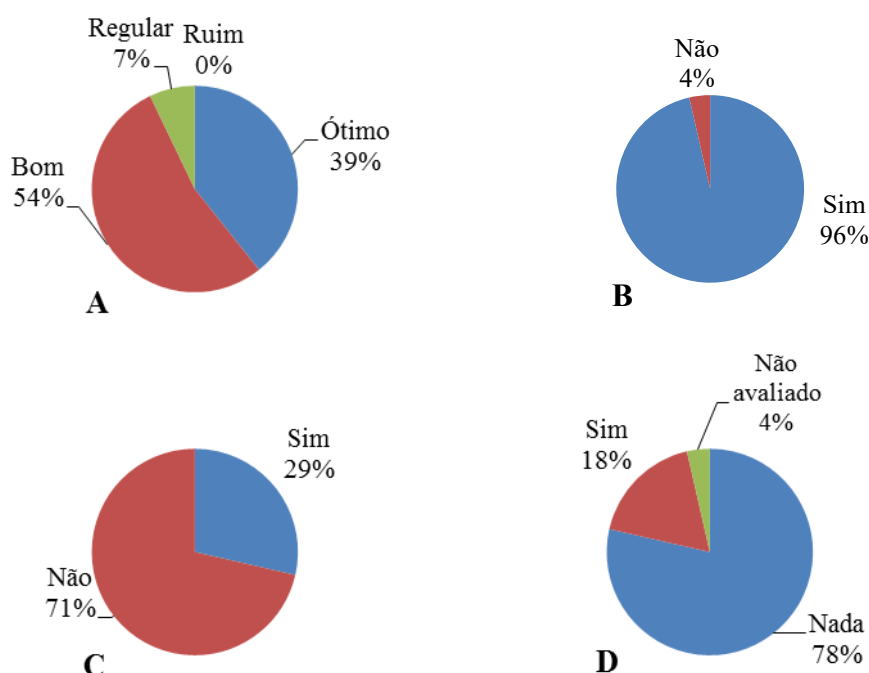 Regular
7%
Ruim
0%
Ótimo
39%
Bom
54%
A
Não
4%
Sim
96%
B
Sim
29%
Não
71%
C
Não
avaliado
4%
Sim
18%
Nada
78%
D